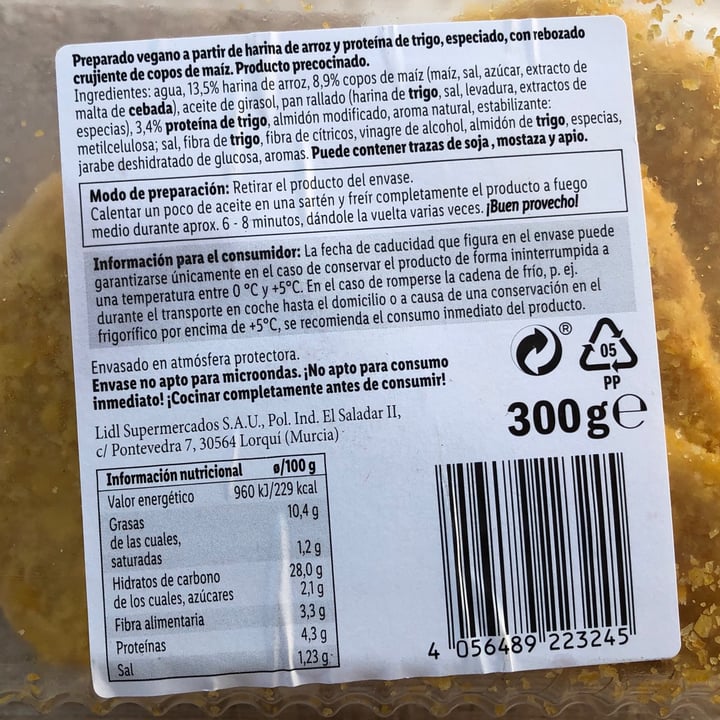 Preparado vegano a partir de harina de arroz y proteína de trigo, especiado, con rebozado
crujiente de copos de maíz. Producto precocinado.
Ingredientes: agua, 13,5% harina de arroz, 8,9% copos de maíz (maíz, sal, azúcar, extracto de
malta de cebada), aceite de girasol, pan rallado (harina de trigo, sal, levadura, extractos de
especias), 3,4% proteína de trigo, almidón modificado, aroma natural, estabilizante:
metilcelulosa; sal, fibra de trigo, fibra de cítricos, vinagre de alcohol, almidón de trigo, especias,
jarabe deshidratado de glucosa, aromas. Puede contener trazas de soja, mostaza y apio.
Modo de preparación: Retirar el producto del envase.
Calentar un poco de aceite en una sartén y freír completamente el producto a fuego
medio durante aprox. 6 - 8 minutos, dándole la vuelta varias veces. ¡Buen provecho!
Información para el consumidor: La fecha de caducidad que figura en el envase puede
garantizarse únicamente en el caso de conservar el producto de forma ininterrumpida a
una temperatura entre 0 °C y +5°C. En el caso de romperse la cadena de frío, p. ej.
durante el transporte en coche hasta el domicilio o a causa de una conservación en el
frigorífico por encima de +5°C, se recomienda el consumo inmediato del producto.
Envasado en atmósfera protectora.
Envase no apto para microondas. ¡No apto para consumo
inmediato! ¡Cocinar completamente antes de consumir!
®
05
PP
300 g e
Lidl Supermercados S.A.U., Pol. Ind. El Saladar II,
c/ Pontevedra 7, 30564 Lorquí (Murcia)
Información nutricional ø/100 g
Valor energético 960 kJ/229 kcal
Grasas 10,4 g
de las cuales,
saturadas 1,2 g
Hidratos de carbono 28,0 g
de los cuales, azúcares 2,1 g
Fibra alimentaria 3,3 g
Proteínas 4,3 g
Sal 1,23 g
4 056489 223245